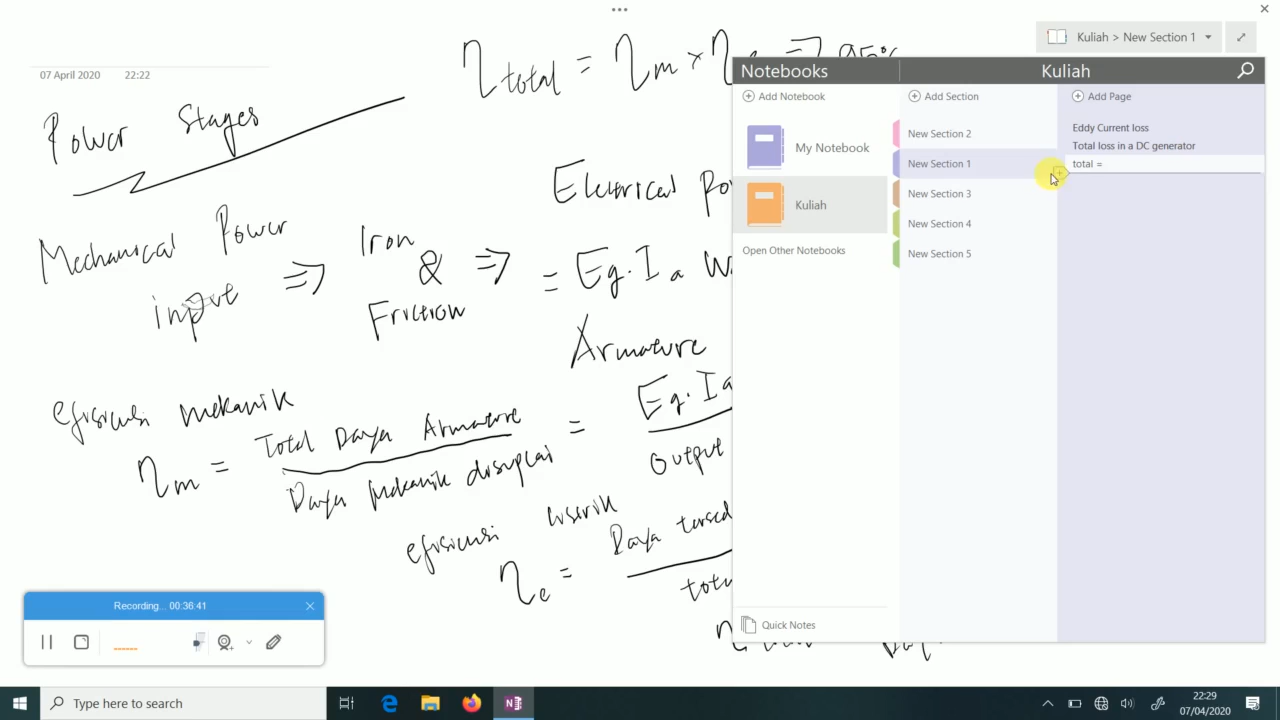 Kuliah > New Section 1
07 April 2020 22:22
η total = ηm × η
Power Stages
Mechanical Power input ⇒ Iron & Friction ⇒ Electrical po
= Eg. Ia W
Armature
efisiensi mekanik
ηm = Total Daya Armature / Daya Mekanik disuplai = Eg. Ia / Output
efisiensi listrik
ηe = Daya tersed / tot
Notebooks
Kuliah
Add Notebook
Add Section
Add Page
My Notebook
Kuliah
Open Other Notebooks
New Section 2
New Section 1
New Section 3
New Section 4
New Section 5
Eddy Current loss
Total loss in a DC generator
total =
Quick Notes
Recording... 00:36:41
Type here to search
22:29
07/04/2020